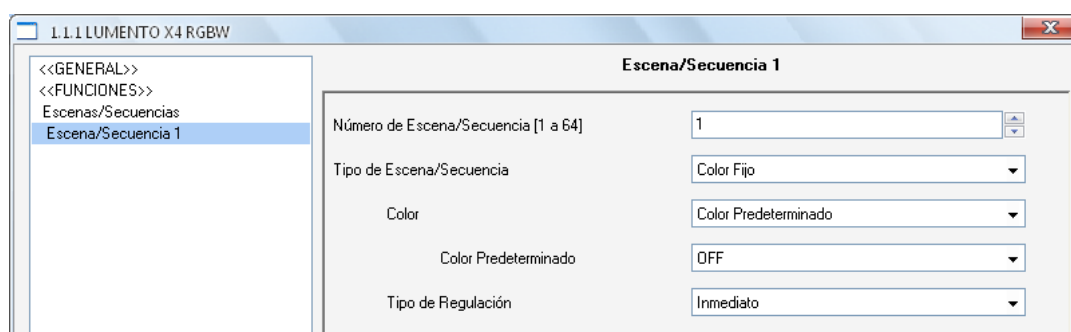 1.1.1 LUMENTO X4 RGBW
<<GENERAL>>
<<FUNCIONES>>
Escenas/Secuencias
Escena/Secuencia 1
Escena/Secuencia 1
Número de Escena/Secuencia [1 a 64] 1
Tipo de Escena/Secuencia Color Fijo
Color Color Predeterminado
Color Predeterminado OFF
Tipo de Regulación Inmediato